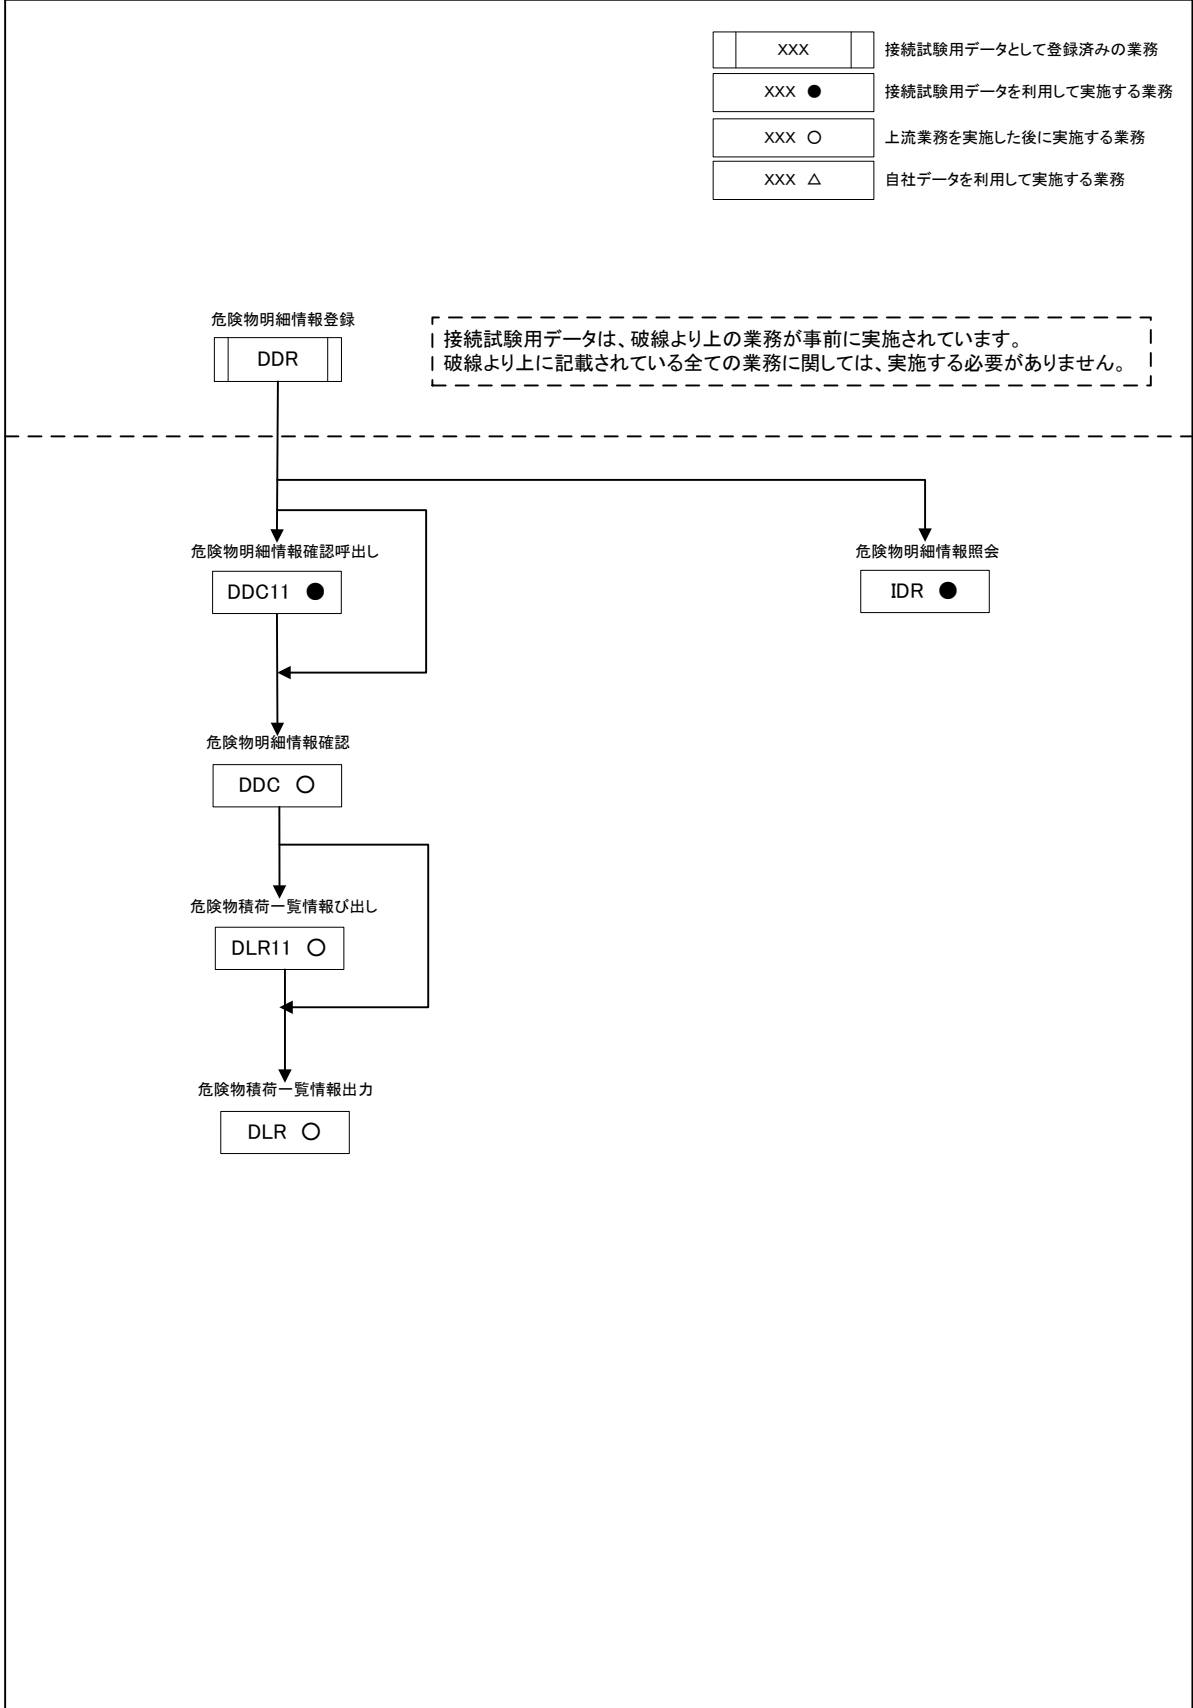 XXX 接続試験用データとして登録済みの業務
XXX ● 接続試験用データを利用して実施する業務
XXX ○ 上流業務を実施した後に実施する業務
XXX △ 自社データを利用して実施する業務
危険物明細情報登録
DDR
接続試験用データは、破線より上の業務が事前に実施されています。
破線より上に記載されている全ての業務に関しては、実施する必要がありません。
危険物明細情報確認呼出し
DDC11 ●
危険物明細情報照会
IDR ●
危険物明細情報確認
DDC ○
危険物積荷一覧情報び出し
DLR11 ○
危険物積荷一覧情報出力
DLR ○